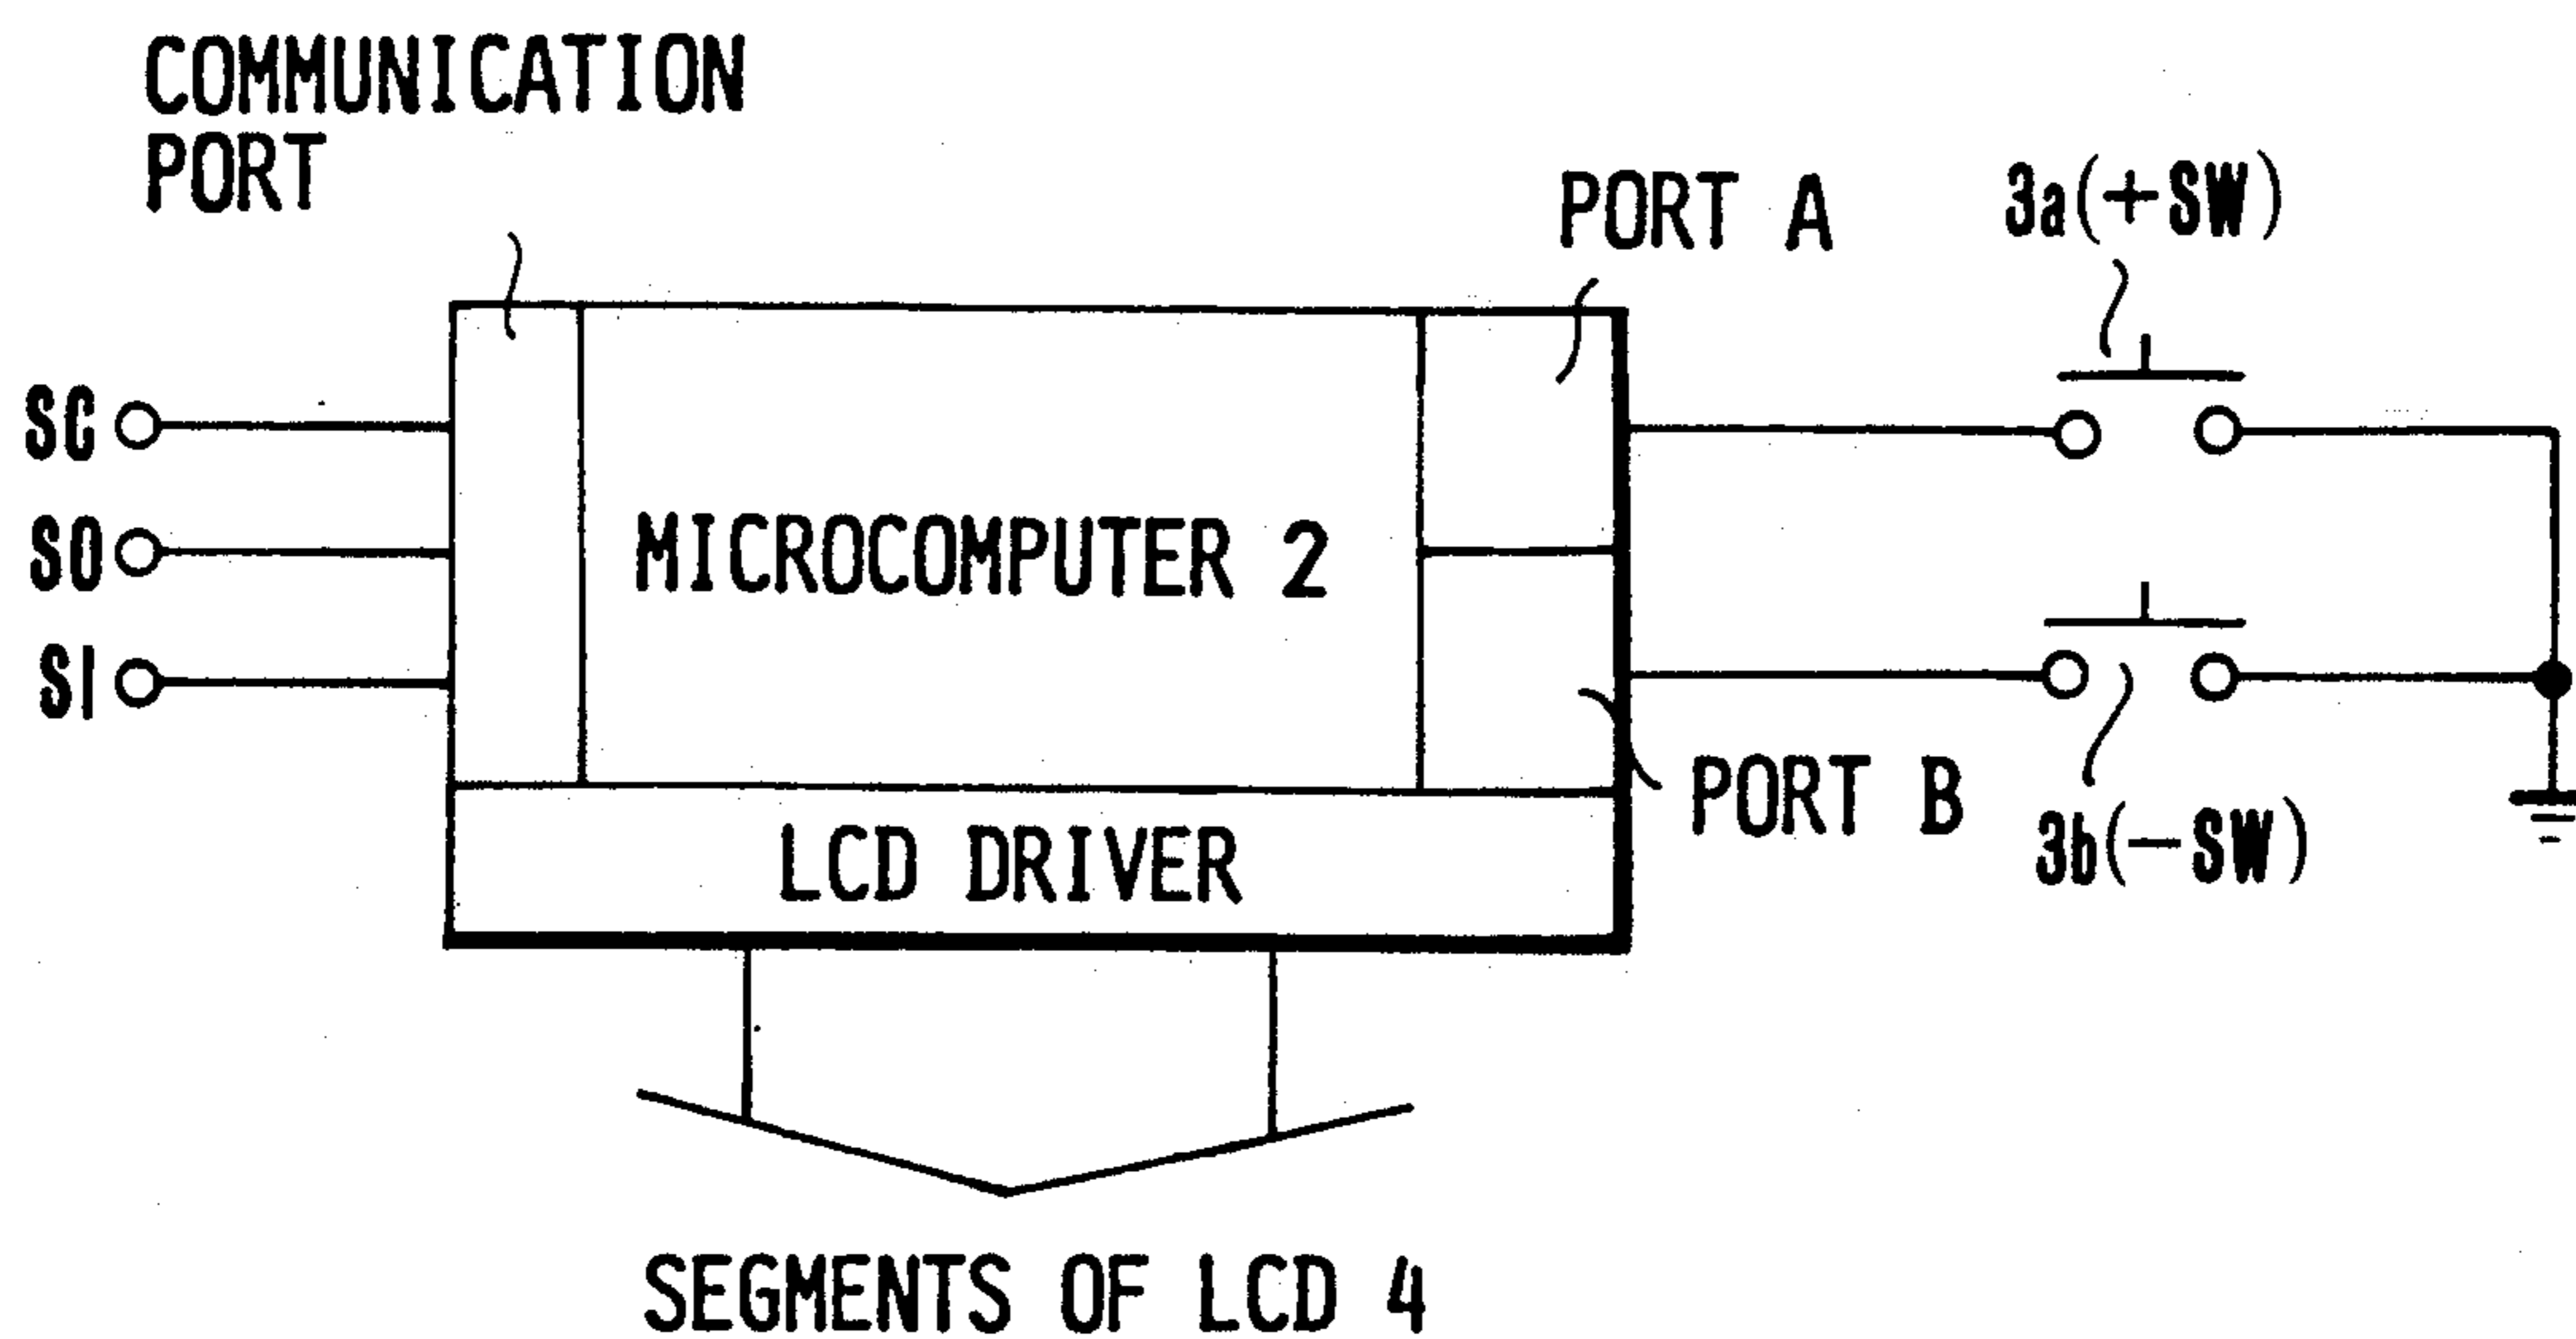 COMMUNICATION
PORT
PORT A
3a(+SW)
SC
SO
SI
MICROCOMPUTER 2
PORT B
3b(-SW)
LCD DRIVER
SEGMENTS OF LCD 4